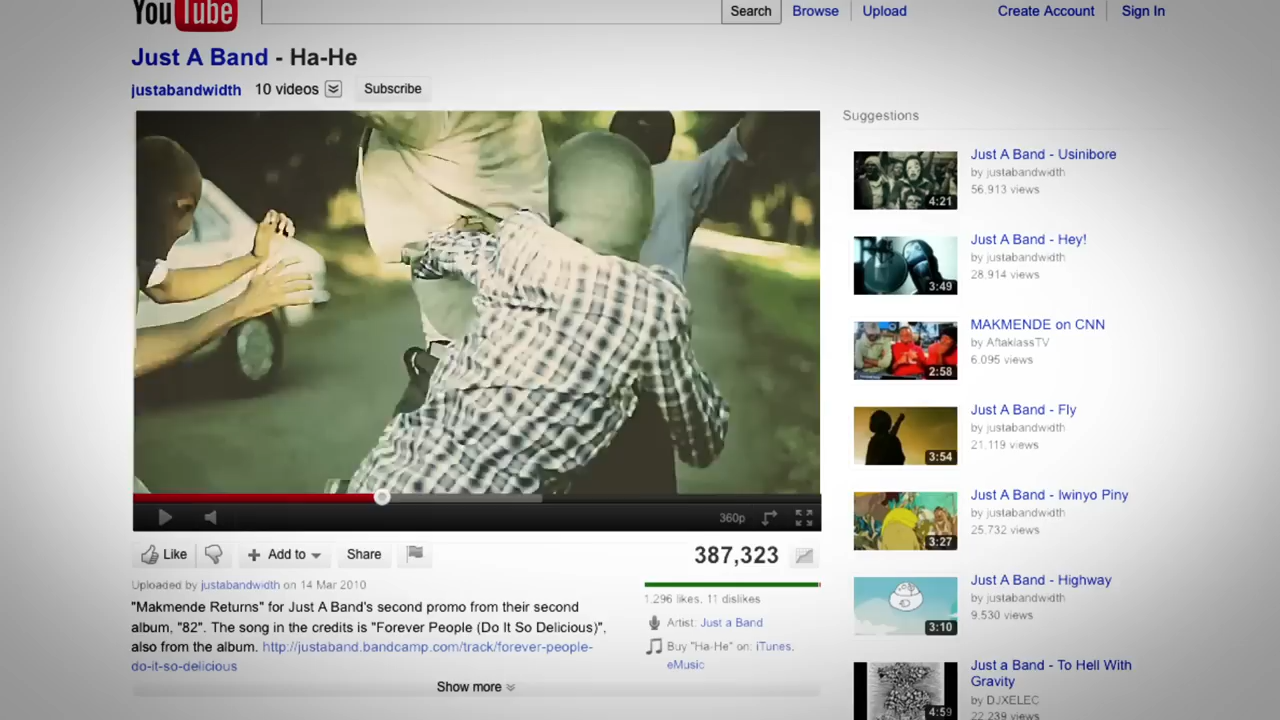 YouTube
Search
Browse
Upload
Create Account
Sign In
Just A Band - Ha-He
justabandwidth
10 videos
Subscribe
360p
Like
Add to
Share
387,323
Uploaded by justabandwidth on 14 Mar 2010
"Makmende Returns" for Just A Band's second promo from their second
album, "82". The song in the credits is "Forever People (Do It So Delicious)",
also from the album. http://justaband.bandcamp.com/track/forever-people-
do-it-so-delicious
Show more
1,296 likes, 11 dislikes
Artist: Just a Band
Buy "Ha-He" on: iTunes,
eMusic
Suggestions
4:21
Just A Band - Usinibore
by justabandwidth
56,913 views
3:49
Just A Band - Hey!
by justabandwidth
28,914 views
2:58
MAKMENDE on CNN
by AftaklassTV
6,095 views
3:54
Just A Band - Fly
by justabandwidth
21,119 views
3:27
Just A Band - Iwinyo Piny
by justabandwidth
25,732 views
3:10
Just A Band - Highway
by justabandwidth
9,530 views
4:59
Just a Band - To Hell With
Gravity
by DJXELEC
22,239 views